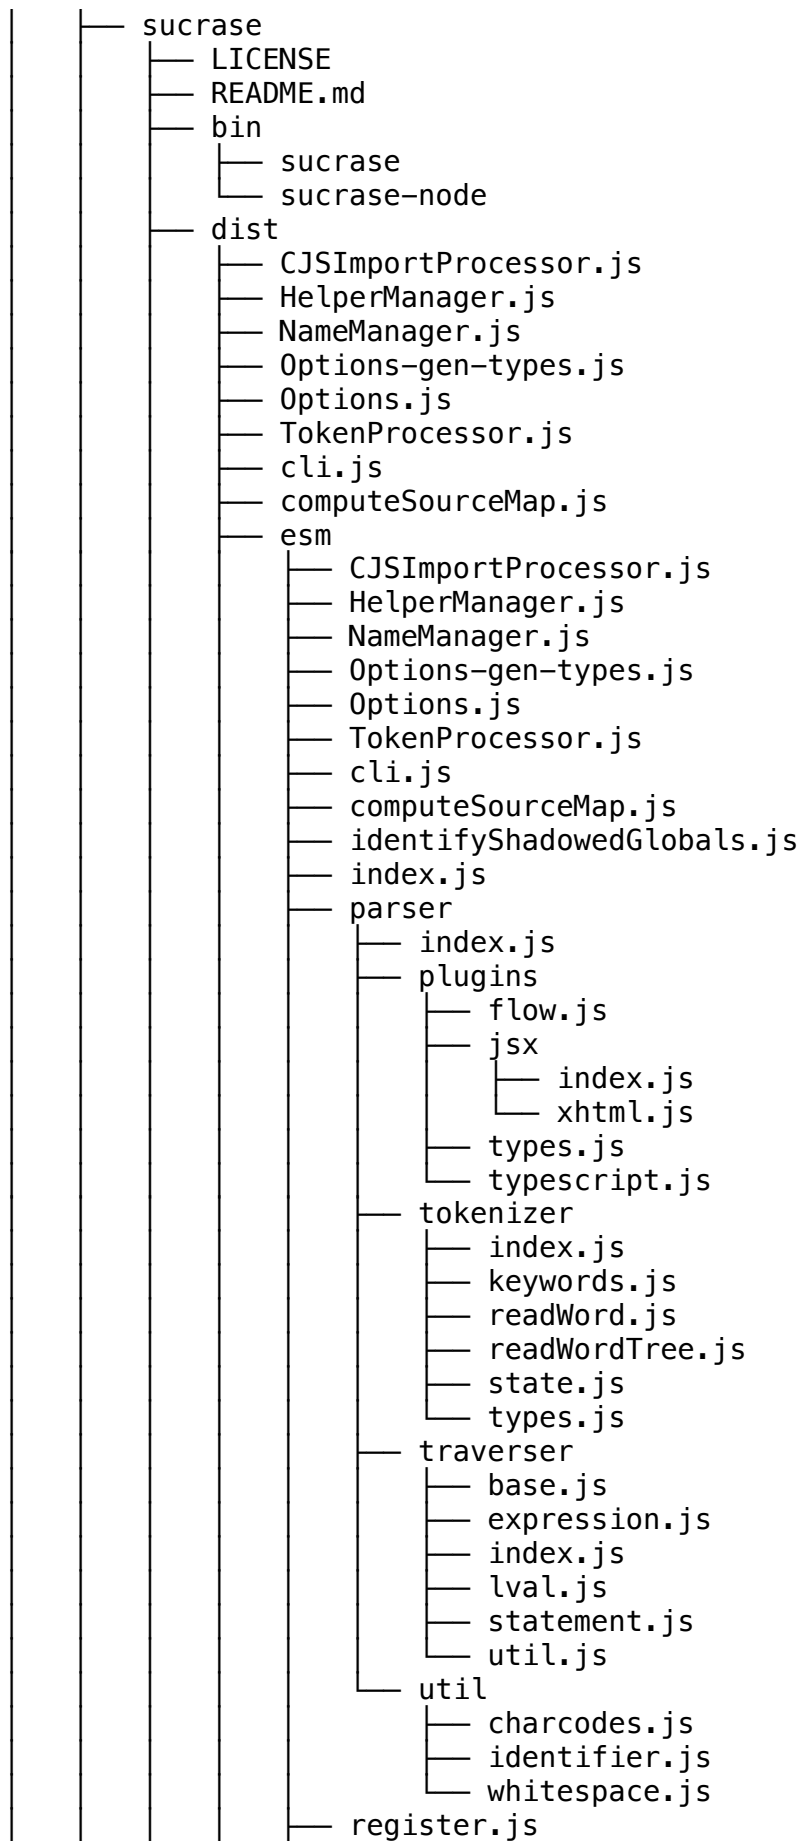 │   ├── sucrase
│   │   ├── LICENSE
│   │   ├── README.md
│   │   ├── bin
│   │   │   ├── sucrase
│   │   │   └── sucrase-node
│   │   ├── dist
│   │   │   ├── CJSImportProcessor.js
│   │   │   ├── HelperManager.js
│   │   │   ├── NameManager.js
│   │   │   ├── Options-gen-types.js
│   │   │   ├── Options.js
│   │   │   ├── TokenProcessor.js
│   │   │   ├── cli.js
│   │   │   ├── computeSourceMap.js
│   │   │   ├── esm
│   │   │   │   ├── CJSImportProcessor.js
│   │   │   │   ├── HelperManager.js
│   │   │   │   ├── NameManager.js
│   │   │   │   ├── Options-gen-types.js
│   │   │   │   ├── Options.js
│   │   │   │   ├── TokenProcessor.js
│   │   │   │   ├── cli.js
│   │   │   │   ├── computeSourceMap.js
│   │   │   │   ├── identifyShadowedGlobals.js
│   │   │   │   ├── index.js
│   │   │   │   ├── parser
│   │   │   │   │   ├── index.js
│   │   │   │   │   ├── plugins
│   │   │   │   │   │   ├── flow.js
│   │   │   │   │   │   ├── jsx
│   │   │   │   │   │   │   ├── index.js
│   │   │   │   │   │   │   └── xhtml.js
│   │   │   │   │   │   ├── types.js
│   │   │   │   │   │   └── typescript.js
│   │   │   │   │   ├── tokenizer
│   │   │   │   │   │   ├── index.js
│   │   │   │   │   │   ├── keywords.js
│   │   │   │   │   │   ├── readWord.js
│   │   │   │   │   │   ├── readWordTree.js
│   │   │   │   │   │   ├── state.js
│   │   │   │   │   │   └── types.js
│   │   │   │   │   ├── traverser
│   │   │   │   │   │   ├── base.js
│   │   │   │   │   │   ├── expression.js
│   │   │   │   │   │   ├── index.js
│   │   │   │   │   │   ├── lval.js
│   │   │   │   │   │   ├── statement.js
│   │   │   │   │   │   └── util.js
│   │   │   │   │   └── util
│   │   │   │   │       ├── charcodes.js
│   │   │   │   │       ├── identifier.js
│   │   │   │   │       └── whitespace.js
│   │   │   │   ├── register.js